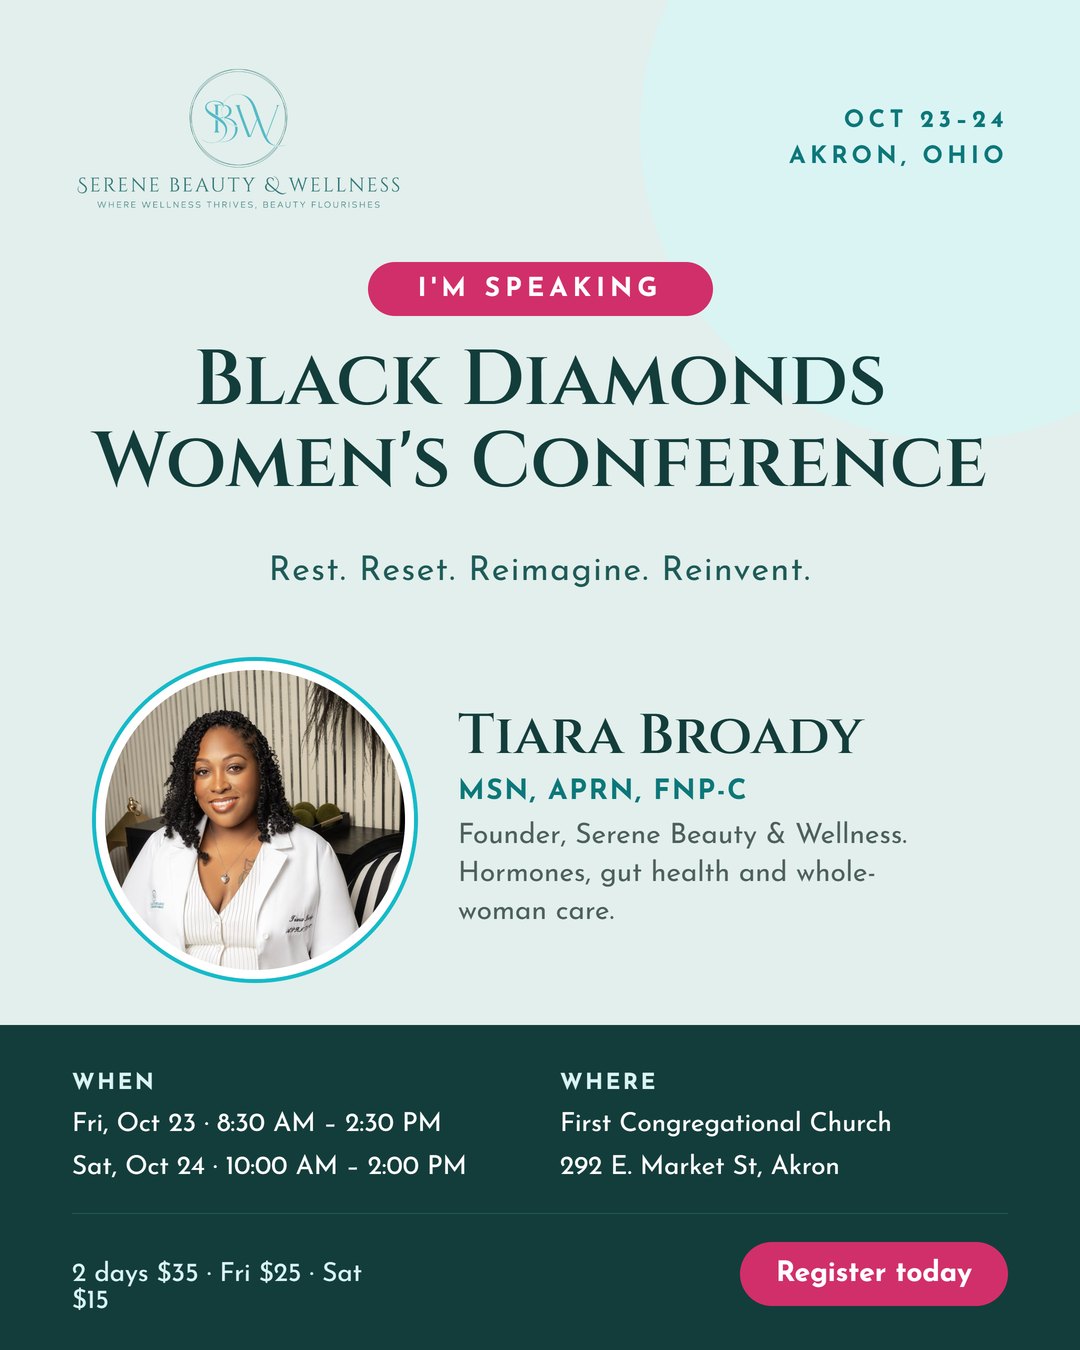 SBW
SERENE BEAUTY & WELLNESS
WHERE WELLNESS THRIVES, BEAUTY FLOURISHES
OCT 23–24
AKRON, OHIO
I'M SPEAKING
BLACK DIAMONDS
WOMEN'S CONFERENCE
Rest. Reset. Reimagine. Reinvent.
TIARA BROADY
MSN, APRN, FNP-C
Founder, Serene Beauty & Wellness.
Hormones, gut health and whole-
woman care.
WHEN
Fri, Oct 23 · 8:30 AM – 2:30 PM
Sat, Oct 24 · 10:00 AM – 2:00 PM
WHERE
First Congregational Church
292 E. Market St, Akron
2 days $35 · Fri $25 · Sat
$15
Register today